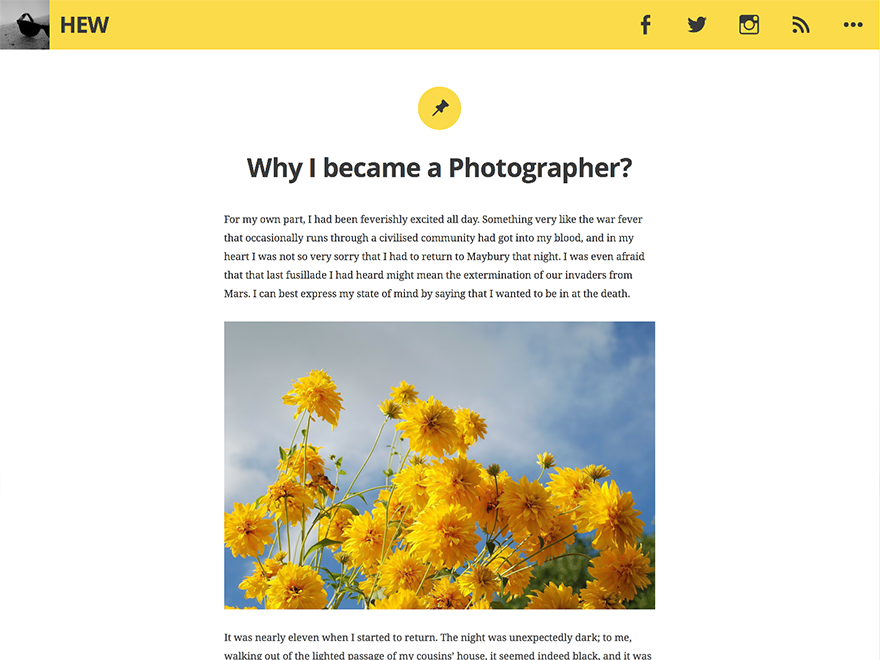 HEW
Why I became a Photographer?
For my own part, I had been feverishly excited all day. Something very like the war fever
that occasionally runs through a civilised community had got into my blood, and in my
heart I was not so very sorry that I had to return to Maybury that night. I was even afraid
that that last fusillade I had heard might mean the extermination of our invaders from
Mars. I can best express my state of mind by saying that I wanted to be in at the death.
It was nearly eleven when I started to return. The night was unexpectedly dark; to me,
walking out of the lighted passage of my cousins’ house, it seemed indeed black, and it was